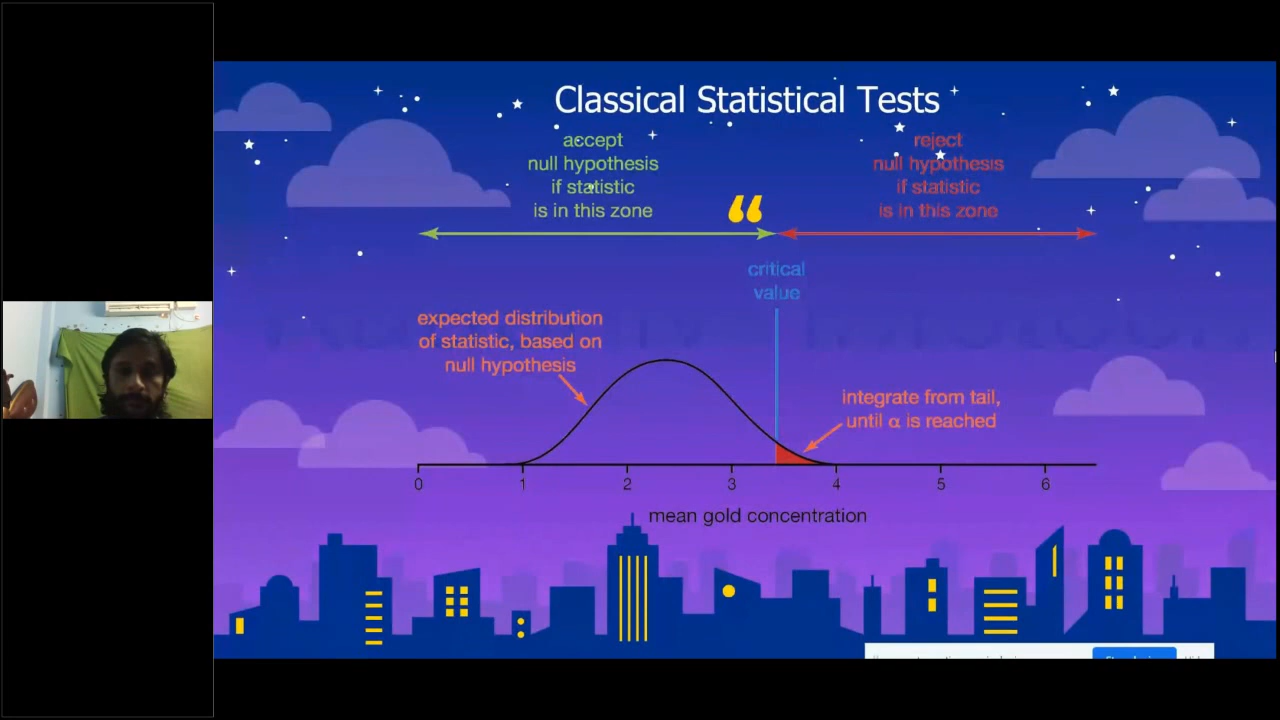 Classical Statistical Tests
accept
null hypothesis
if statistic
is in this zone
reject
null hypothesis
if statistic
is in this zone
“
critical
value
expected distribution
of statistic, based on
null hypothesis
integrate from tail,
until α is reached
0 1 2 3 4 5 6
mean gold concentration